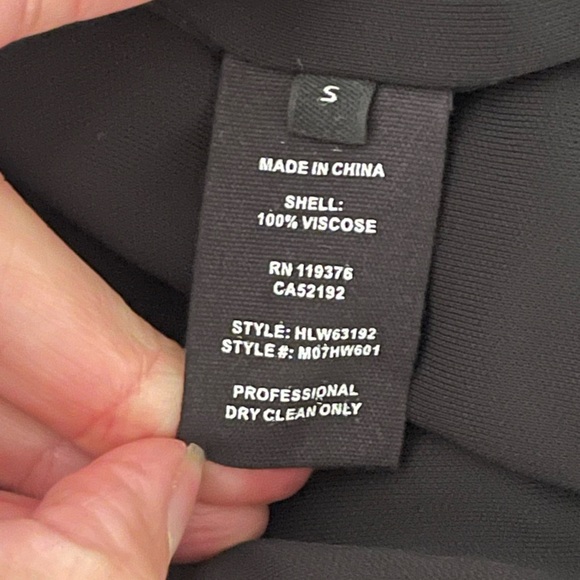 S
MADE IN CHINA
SHELL:
100% VISCOSE
RN 119376
CA52192
STYLE: HLW63192
STYLE#: M07HW601
PROFESSIONAL
DRY CLEAN ONLY